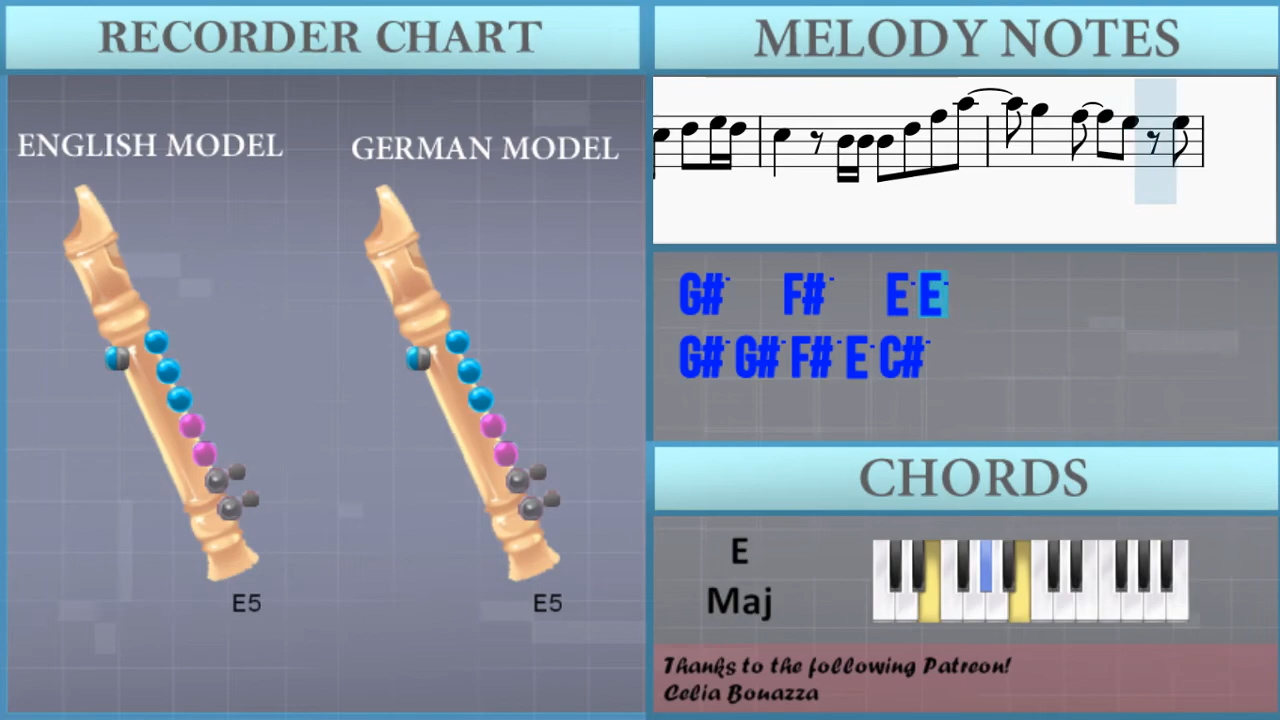 RECORDER CHART
ENGLISH MODEL
GERMAN MODEL
E5
E5
MELODY NOTES
G#˙ F#˙ E˙ E˙
G#˙ G#˙ F#˙ E˙ C#˙
CHORDS
E
Maj
Thanks to the following Patreon!
Celia Bouazza